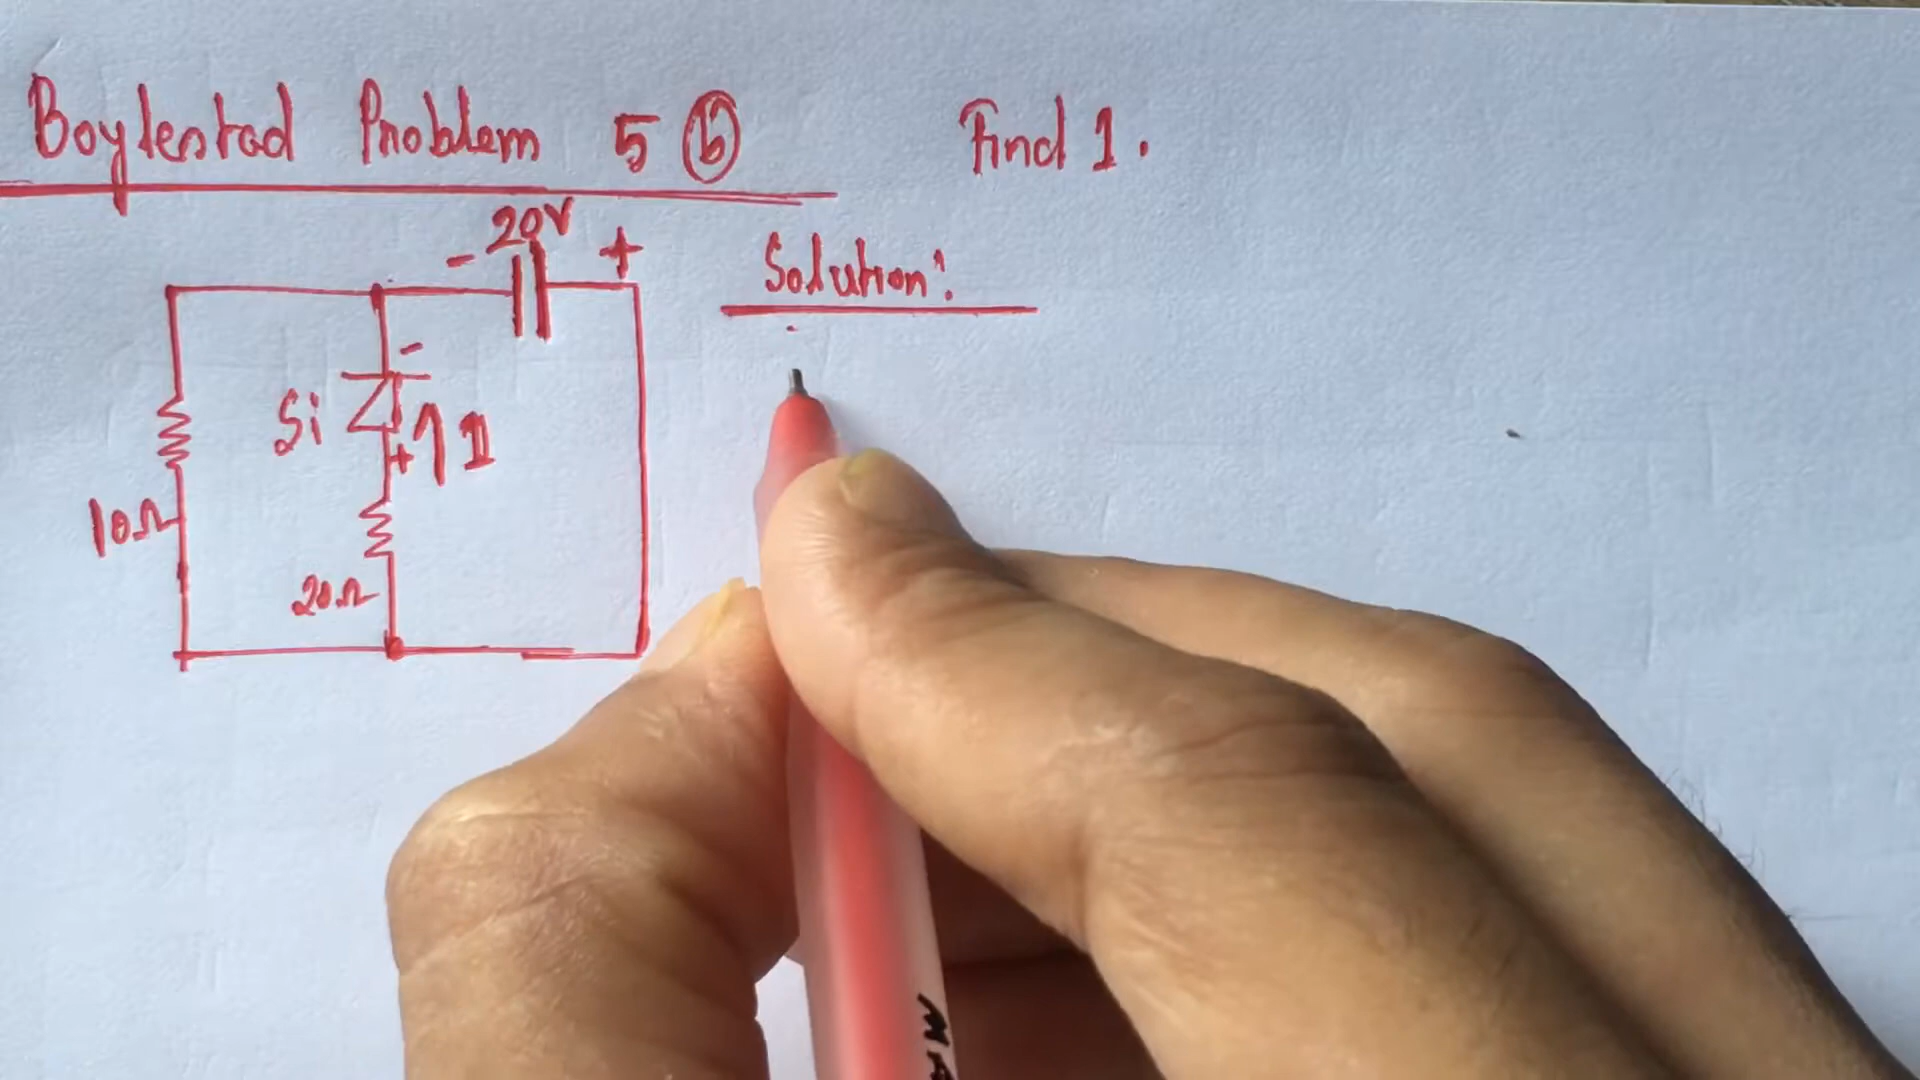 Boylestad Problem 5 b Find I.
- 20V +
Solution:
-
Si + I
10Ω
20Ω